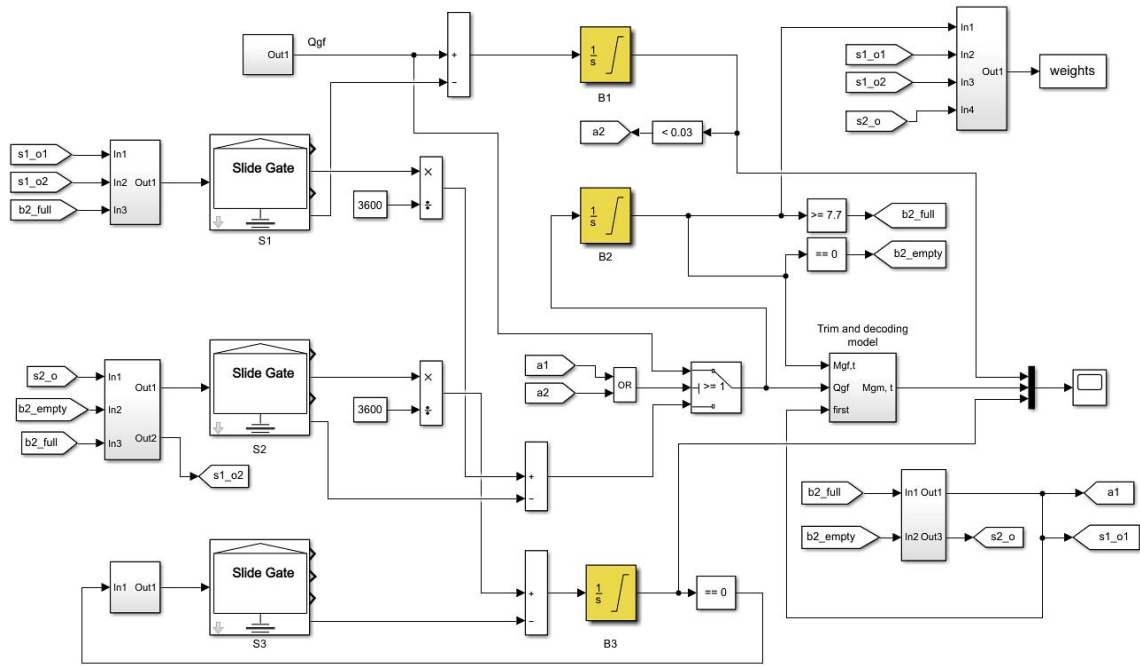 Qgf
Out1
+
−
1
s
B1
a2
< 0.03
In1
s1_o1
In2
s1_o2
In3
s2_o
In4
Out1
weights
s1_o1
In1
s1_o2
In2
Out1
b2_full
In3
Slide Gate
S1
×
3600
÷
1
s
B2
>= 7.7
b2_full
== 0
b2_empty
Trim and decoding
model
Mgf,t
Qgf
Mgm, t
first
s2_o
In1
Out1
b2_empty
In2
b2_full
In3
Out2
s1_o2
Slide Gate
S2
×
3600
÷
a1
OR
a2
>= 1
+
−
b2_full
In1
Out1
a1
b2_empty
In2
Out3
s2_o
s1_o1
In1
Out1
Slide Gate
S3
+
−
1
s
B3
== 0